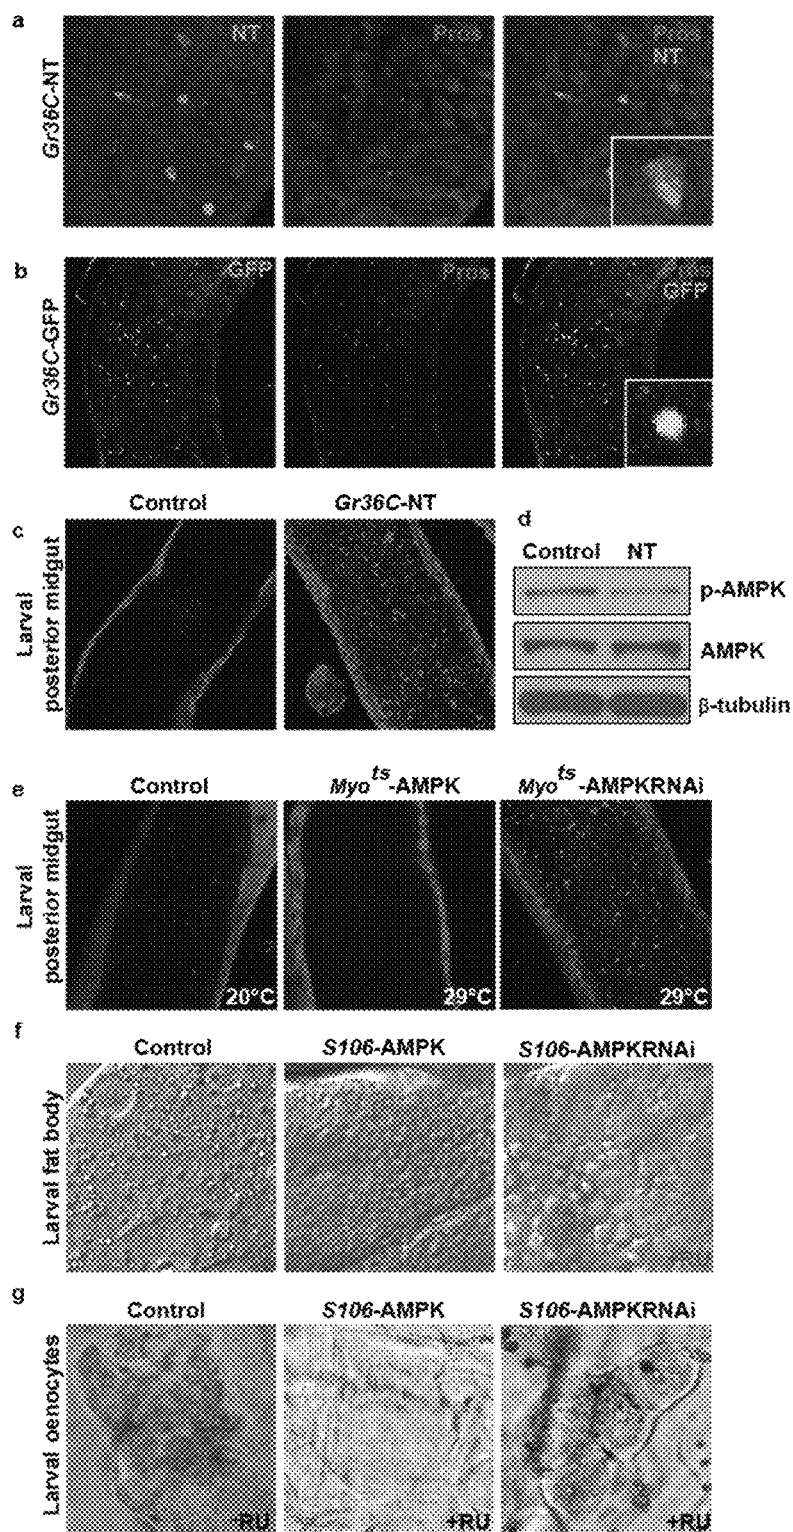 a
Gr36C-NT
NT
Pros
Pros
NT
b
Gr36C-GFP
GFP
Pros
Pros
GFP
c
Larval
posterior midgut
Control
Gr36C-NT
d
Control NT
p-AMPK
AMPK
β-tubulin
e
Larval
posterior midgut
Control
Myo^ts-AMPK
Myo^ts-AMPKRNAi
20°C
29°C
29°C
f
Larval fat body
Control
S106-AMPK
S106-AMPKRNAi
g
Larval oenocytes
Control
S106-AMPK
S106-AMPKRNAi
+RU
+RU
+RU